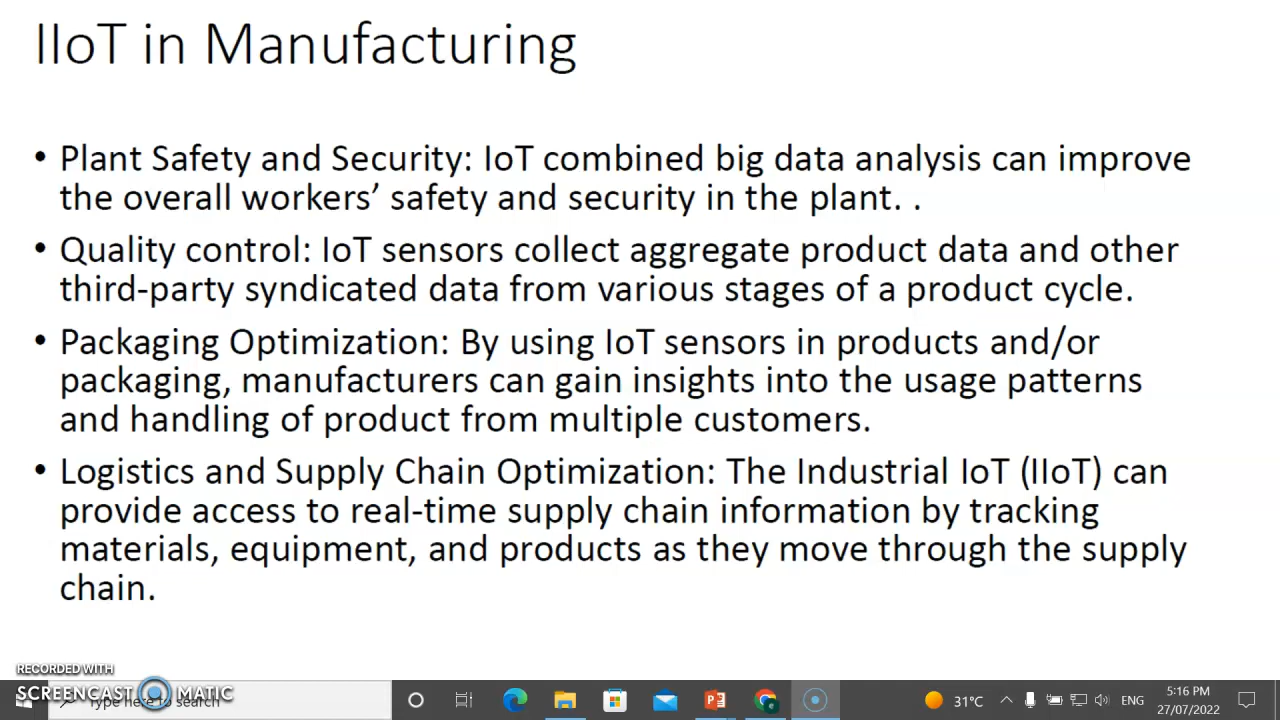 IIoT in Manufacturing
• Plant Safety and Security: IoT combined big data analysis can improve
the overall workers’ safety and security in the plant. .
• Quality control: IoT sensors collect aggregate product data and other
third-party syndicated data from various stages of a product cycle.
• Packaging Optimization: By using IoT sensors in products and/or
packaging, manufacturers can gain insights into the usage patterns
and handling of product from multiple customers.
• Logistics and Supply Chain Optimization: The Industrial IoT (IIoT) can
provide access to real-time supply chain information by tracking
materials, equipment, and products as they move through the supply
chain.
RECORDED WITH
SCREENCAST MATIC
Type here to search
31°C
ENG
5:16 PM
27/07/2022